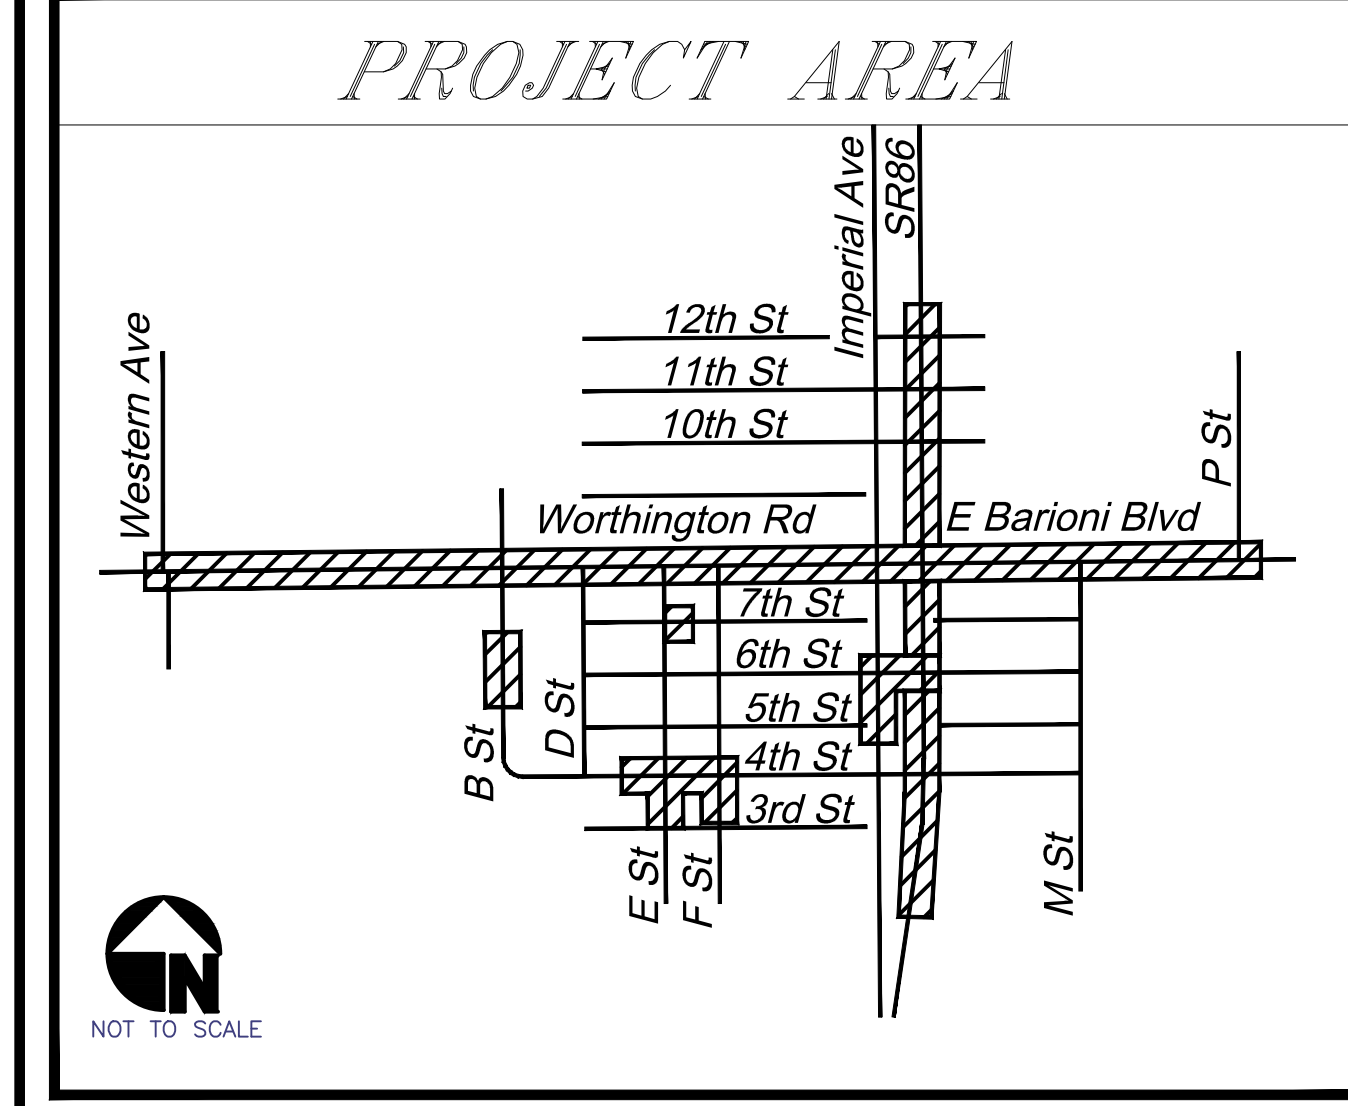 PROJECT AREA
Imperial Ave
SR86
Western Ave
12th St
11th St
10th St
P St
Worthington Rd
E Barioni Blvd
7th St
6th St
5th St
4th St
3rd St
B St
D St
E St
F St
M St
N
NOT TO SCALE